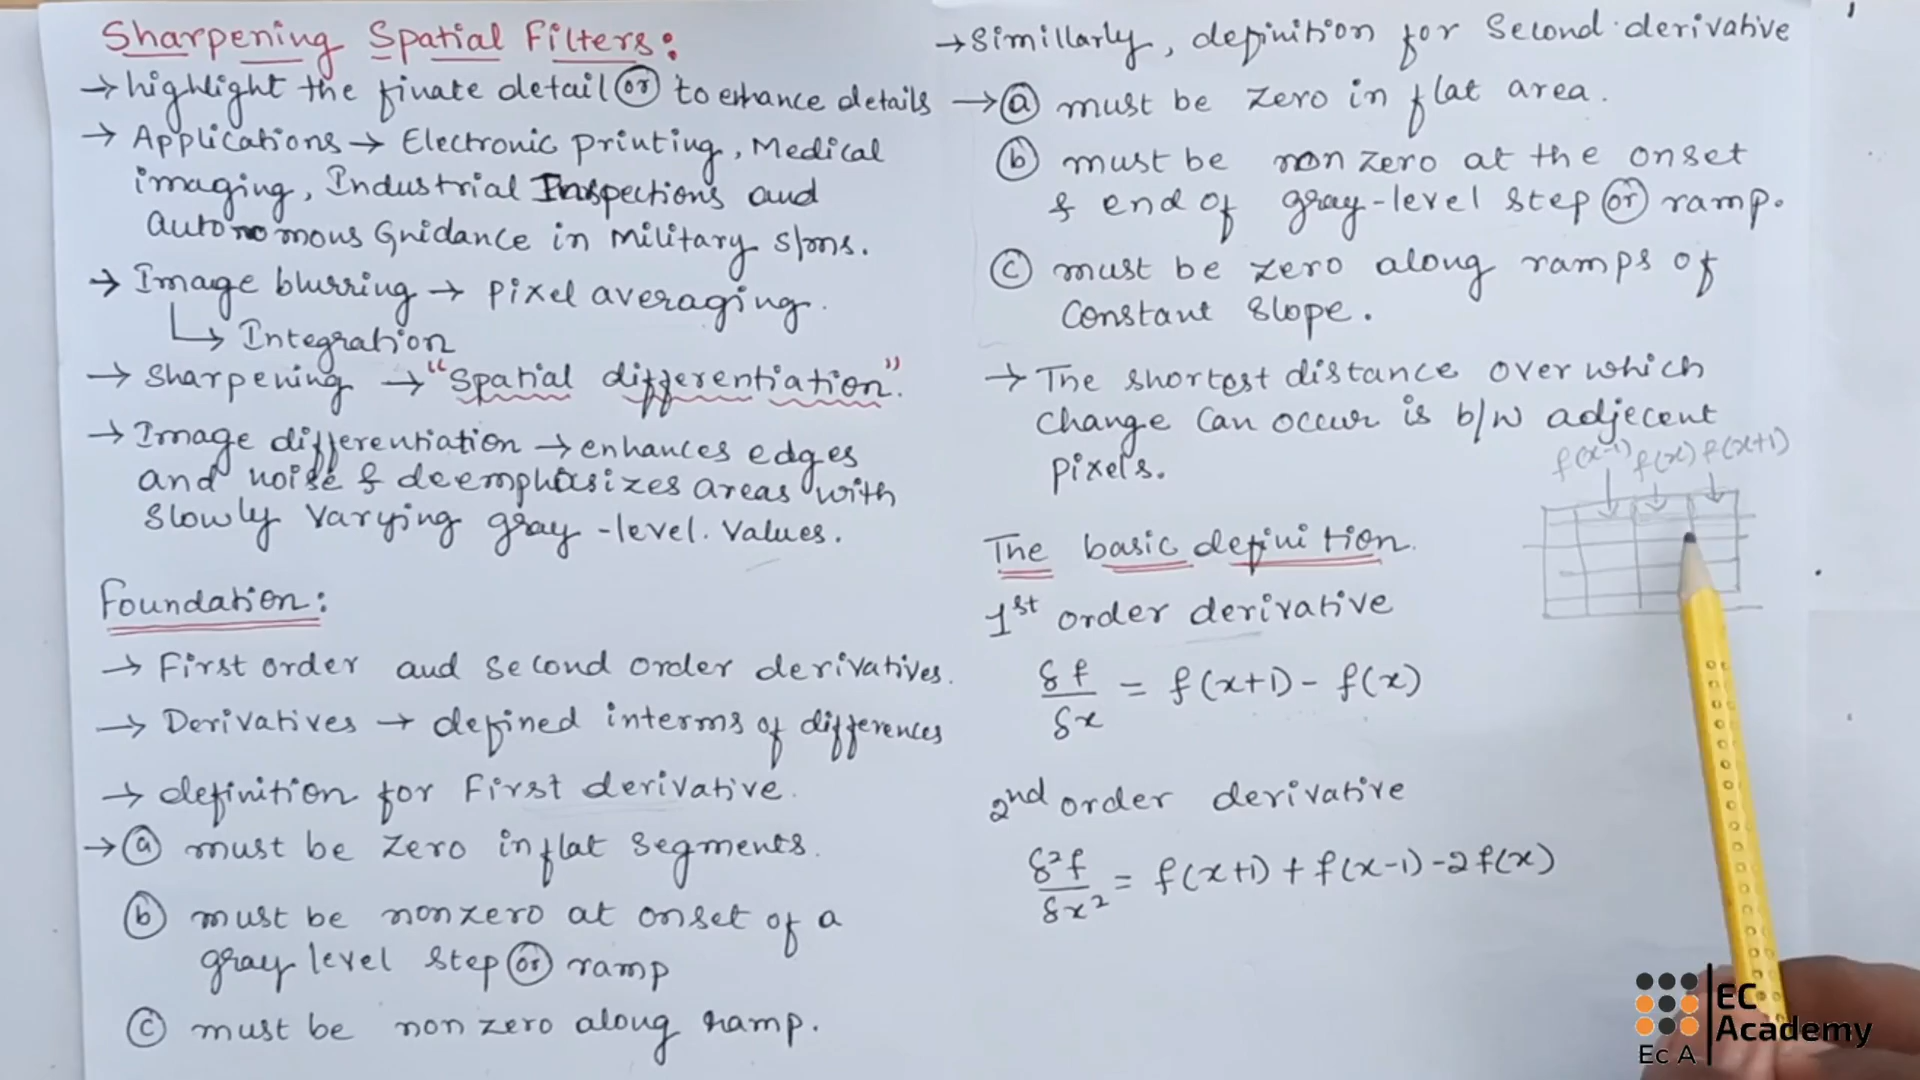 Sharpening Spatial Filters:
→ highlight the finate detail (or) to enhance details
→ Applications → Electronic printing, Medical
imaging, Industrial Inspections and
autonomous Guidance in military s/ms.
→ Image blurring → pixel averaging.
↳ Integration
→ Sharpening → "Spatial differentiation".
→ Image differentiation → enhances edges
and noise & deemphasizes areas with
slowly varying gray-level. values.
Foundation:
→ First order and second order derivatives.
→ Derivatives → defined interms of differences
→ definition for First derivative.
→ (a) must be zero in flat segments.
(b) must be nonzero at onset of a
gray level step (or) ramp
(c) must be non zero along ramp.
→ Simillarly, definition for Second derivative
→ (a) must be zero in flat area.
(b) must be non zero at the onset
& end of gray-level step (or) ramp.
(c) must be zero along ramps of
constant slope.
→ The shortest distance over which
change can occur is b/w adjecent
pixels.
f(x-1) f(x) f(x+1)
The basic definition.
1st order derivative
δf/δx = f(x+1) - f(x)
2nd order derivative
δ²f/δx² = f(x+1) + f(x-1) - 2f(x)
EC
Academy
Ec A